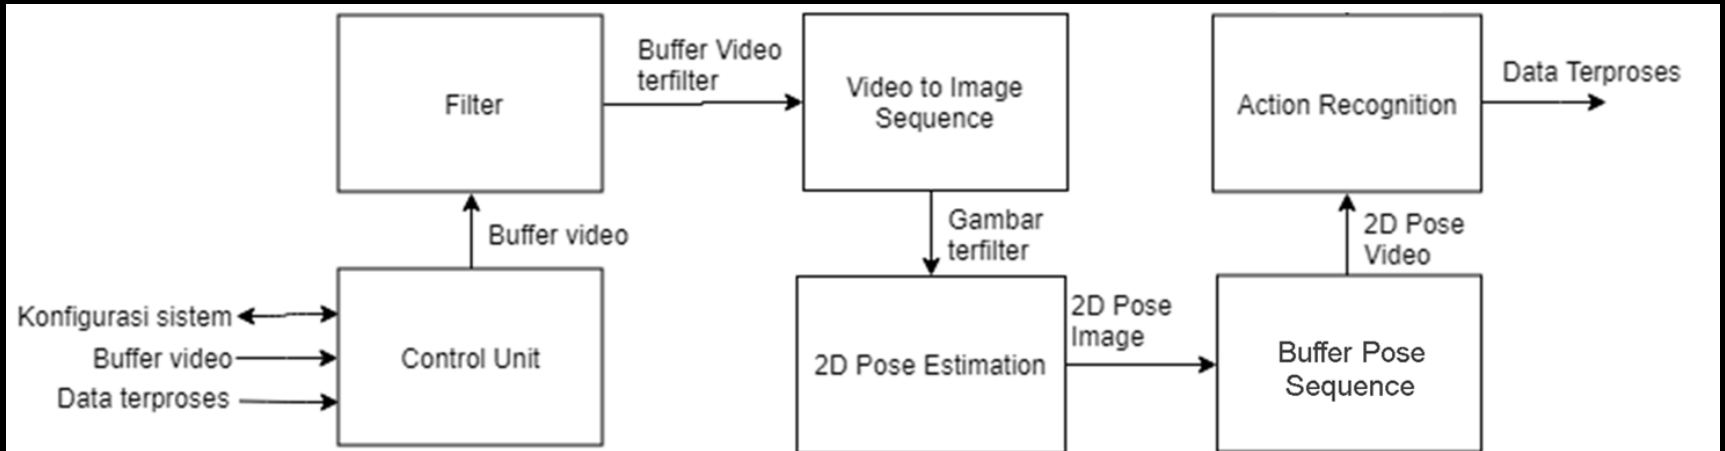 Filter
Buffer Video
terfilter
Video to Image
Sequence
Action Recognition
Data Terproses
Buffer video
Gambar
terfilter
2D Pose
Video
Konfigurasi sistem
Buffer video
Data terproses
Control Unit
2D Pose Estimation
2D Pose
Image
Buffer Pose
Sequence